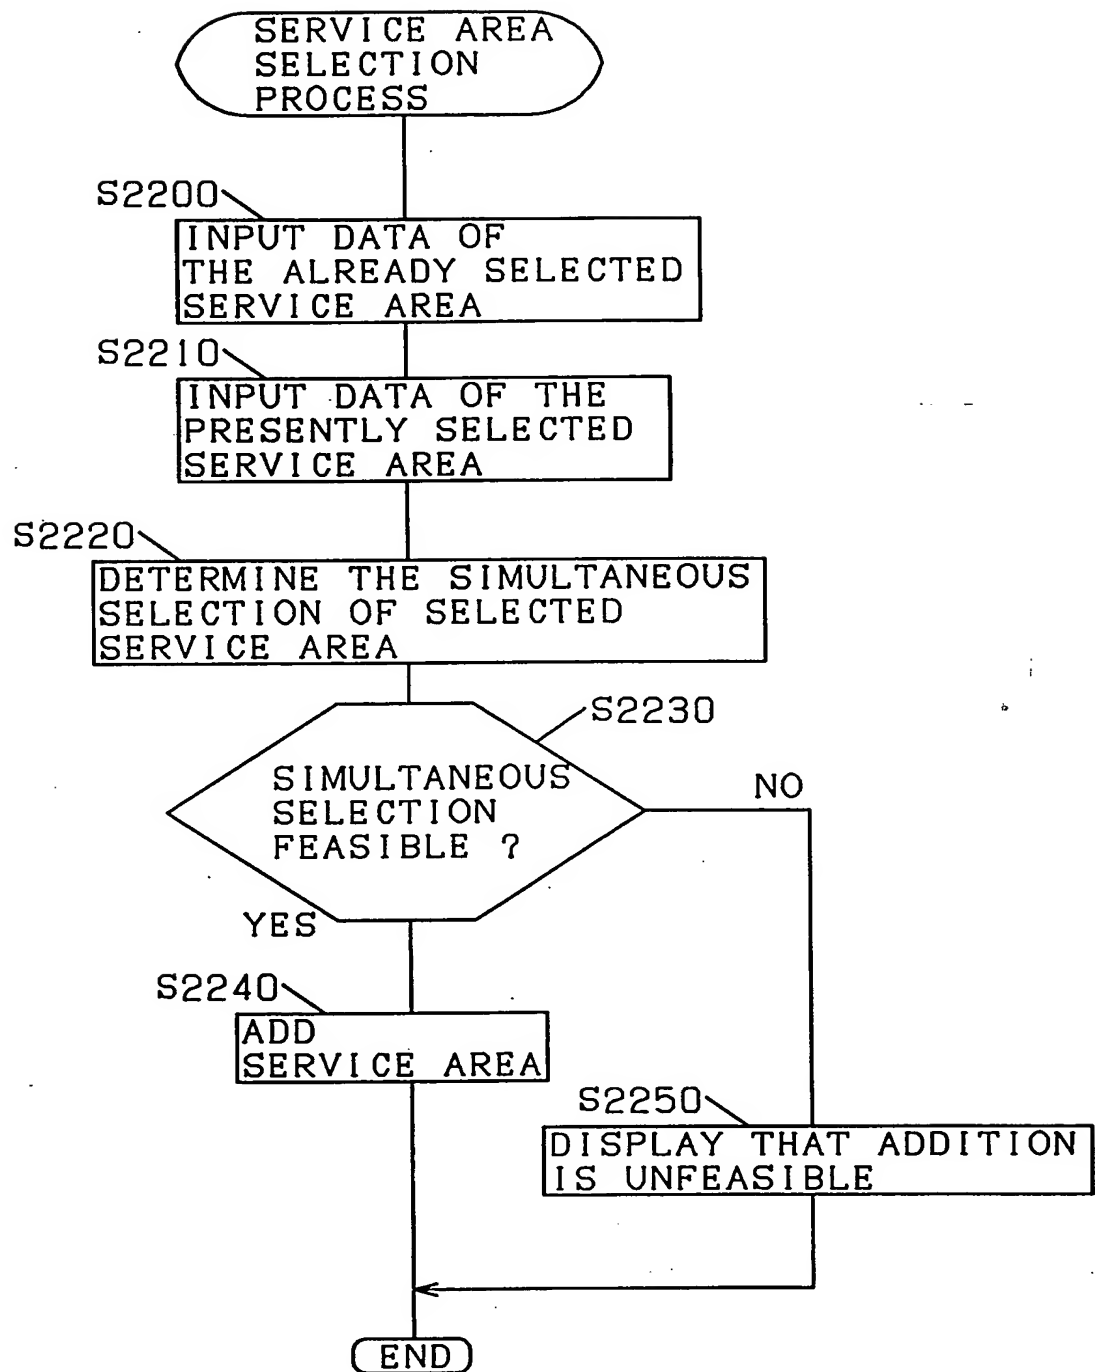 SERVICE AREA
SELECTION
PROCESS
S2200
INPUT DATA OF
THE ALREADY SELECTED
SERVICE AREA
S2210
INPUT DATA OF THE
PRESENTLY SELECTED
SERVICE AREA
S2220
DETERMINE THE SIMULTANEOUS
SELECTION OF SELECTED
SERVICE AREA
S2230
SIMULTANEOUS
SELECTION
FEASIBLE ?
NO
YES
S2240
ADD
SERVICE AREA
S2250
DISPLAY THAT ADDITION
IS UNFEASIBLE
END